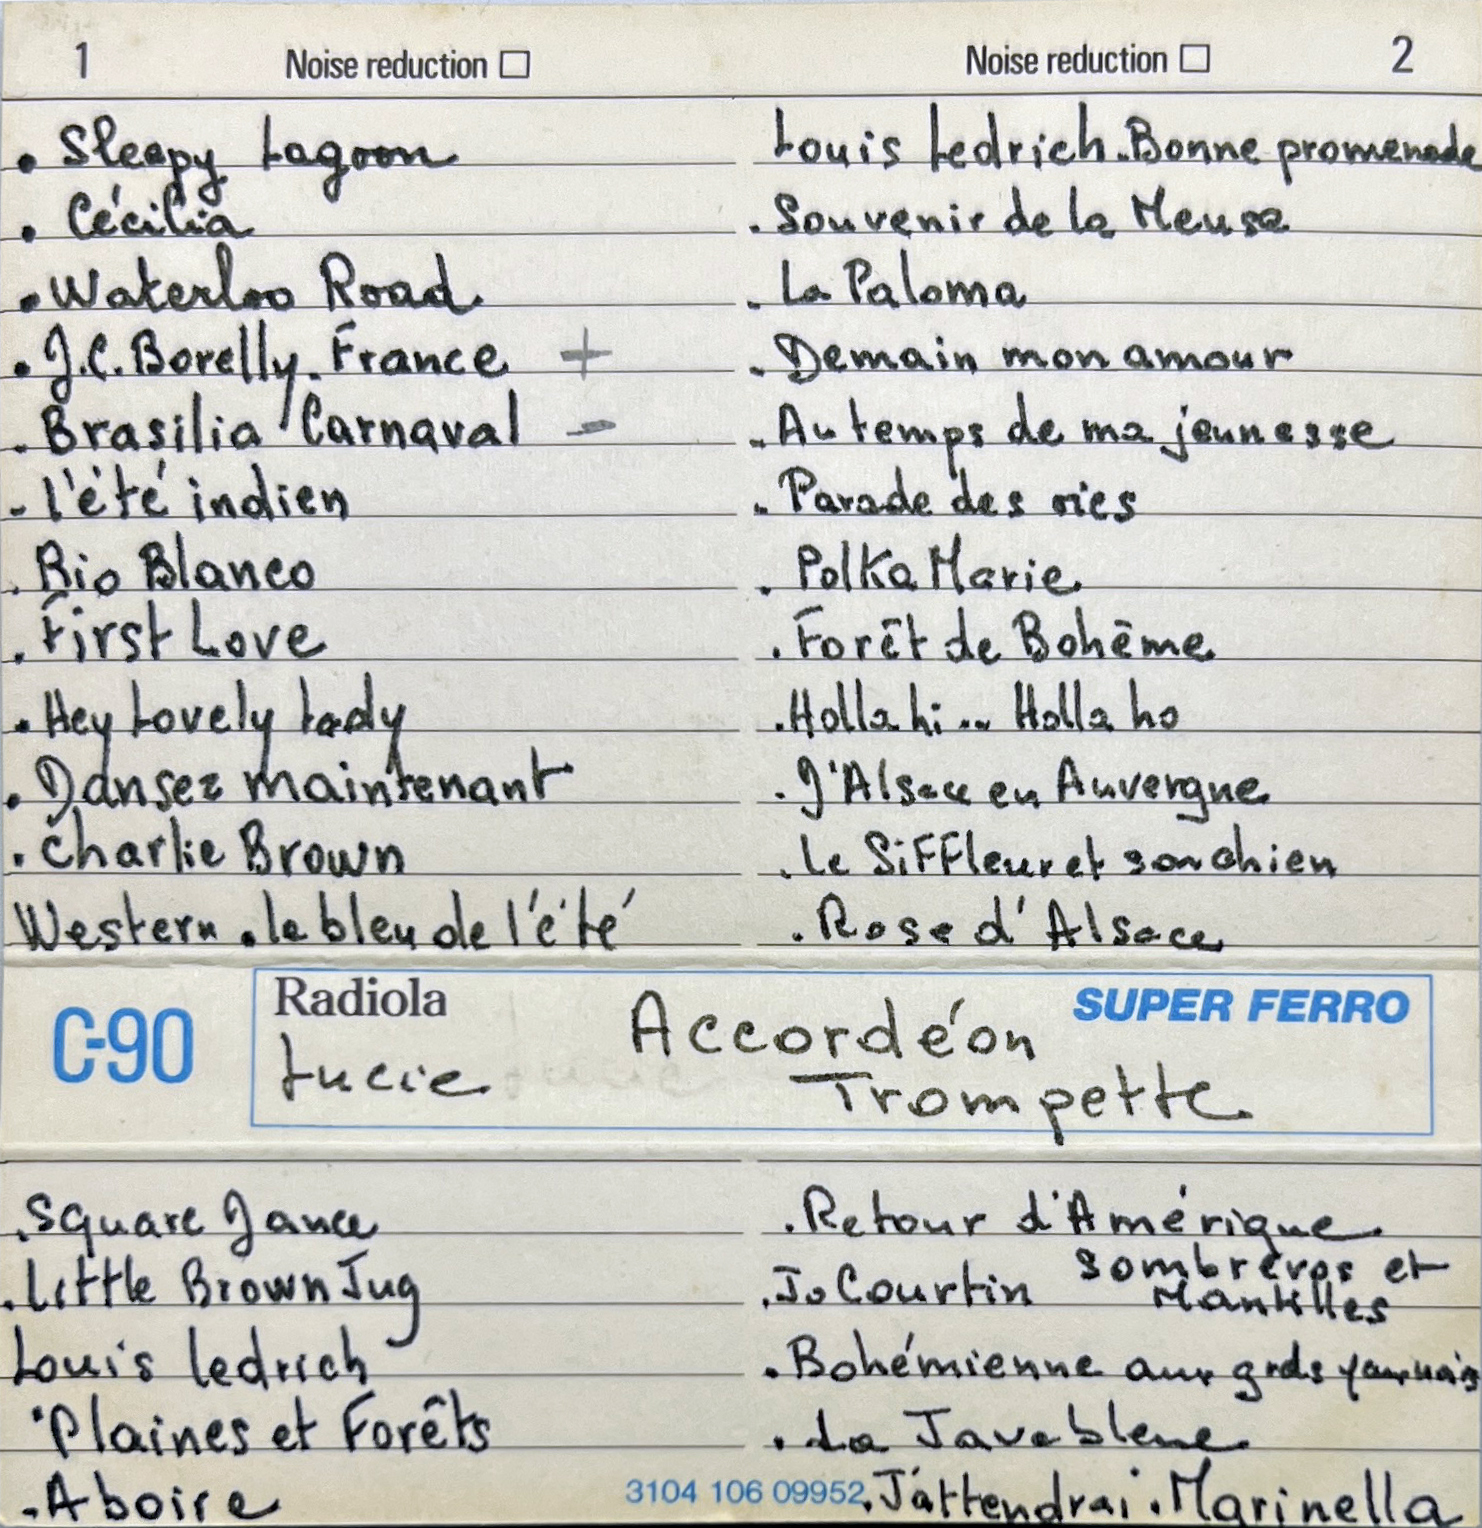 1 Noise reduction
• Sleepy Lagoon
• Cécilia
• Waterloo Road
• J.C. Borelly. France +
. Brasilia Carnaval -
- l'été indien
. Rio Blanco
. First Love
. Hey Lovely Lady
. Dansez maintenant
. Charlie Brown
Western . le bleu de l'été
Noise reduction 2
Louis Ledrich. Bonne promenade
. Souvenir de la Meuse
. La Paloma
. Demain mon amour
. Au temps de ma jeunesse
. Parade des
. Polka Marie
. Forêt de Bohême
. Holla hi .. Holla ho
. D'Alsace en Auvergne
. Le Siffleur et son chien
. Rose d'Alsace
C-90
Radiola
SUPER FERRO
Lucie
Accordéon
Trompette
. Square Dance
. Little Brown Jug
Louis Ledrich
. Plaines et Forêts
. A boire
. Retour d'Amérique
. Jo Courtin Sombreros et
Mantilles
. Bohémienne aux grds
. La Java bleue
3104 106 09952
. J'attendrai . Marinella